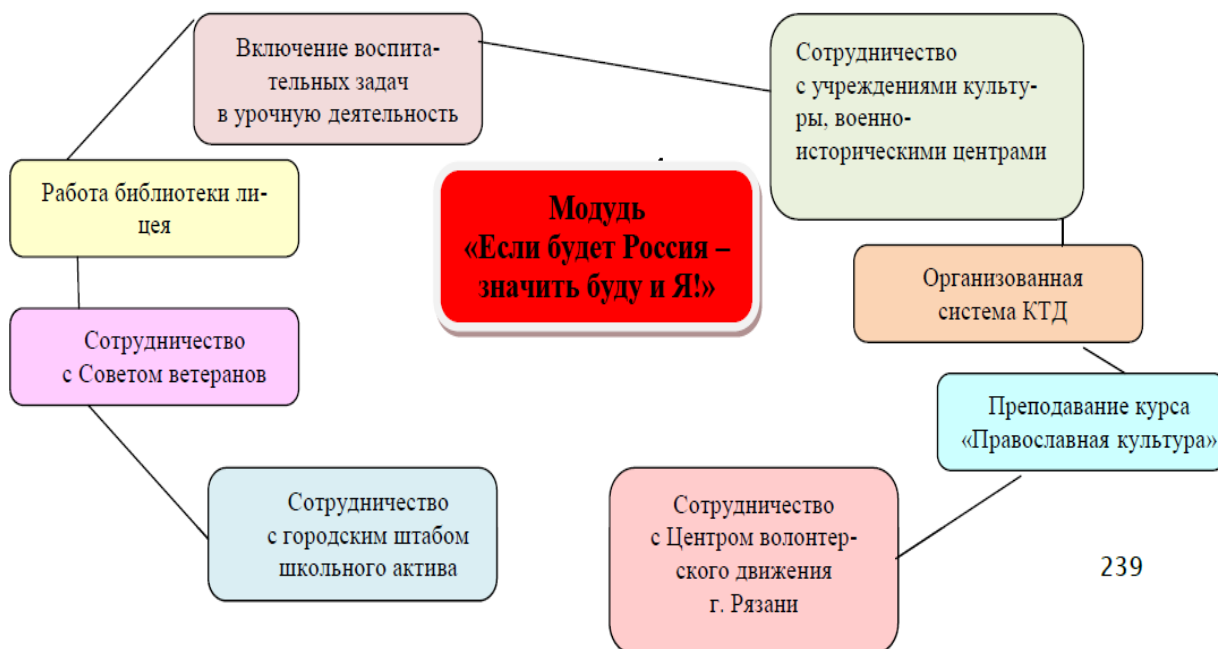 Включение воспита-
тельных задач
в урочную деятельность
Сотрудничество
с учреждениями культу-
ры, военно-
историческими центрами
Работа библиотеки ли-
цея
Модудь
«Если будет Россия –
значить буду и Я!»
Организованная
система КТД
Сотрудничество
с Советом ветеранов
Преподавание курса
«Православная культура»
Сотрудничество
с городским штабом
школьного актива
Сотрудничество
с Центром волонтер-
ского движения
г. Рязани
239